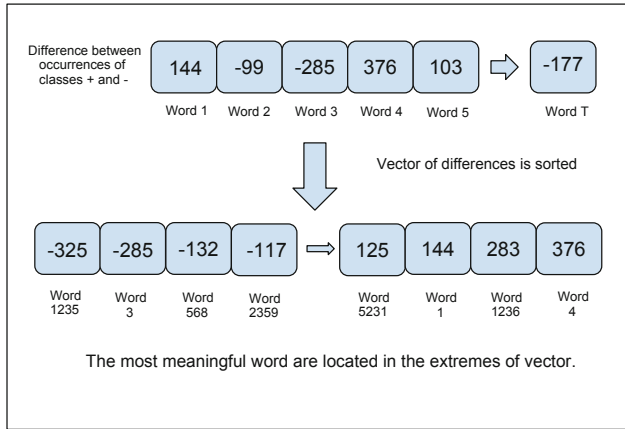 Difference between
occurrences of
classes + and -
144 -99 -285 376 103 -177
Word 1 Word 2 Word 3 Word 4 Word 5 Word T
Vector of differences is sorted
-325 -285 -132 -117 125 144 283 376
Word Word Word Word Word Word Word Word
1235 3 568 2359 5231 1 1236 4
The most meaningful word are located in the extremes of vector.